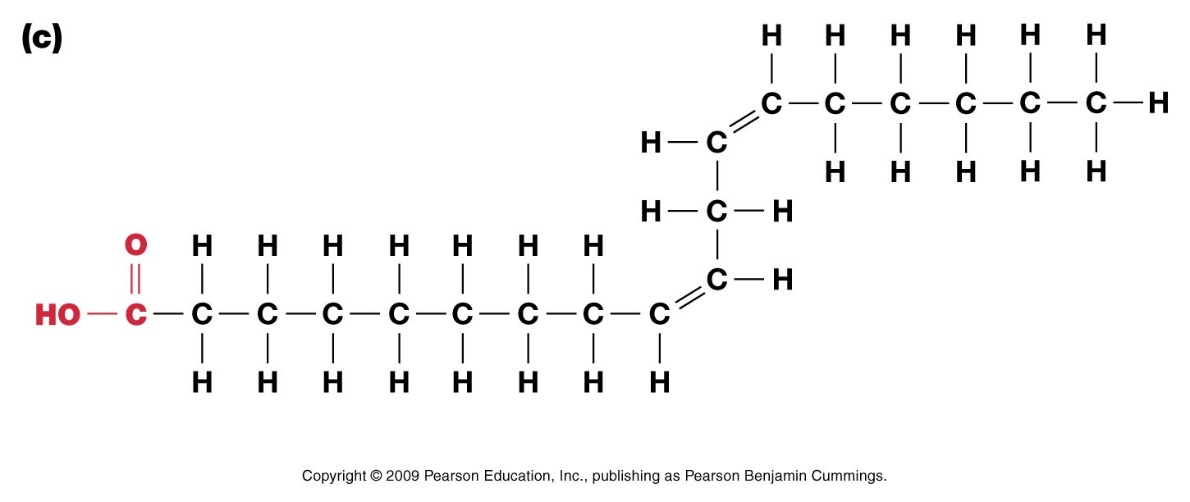 (c)
H H H H H H
C C C C C C H
H C
H H H H H
H C H
O H H H H H H H
C H
HO C C C C C C C C C
H H H H H H H H
Copyright © 2009 Pearson Education, Inc., publishing as Pearson Benjamin Cummings.